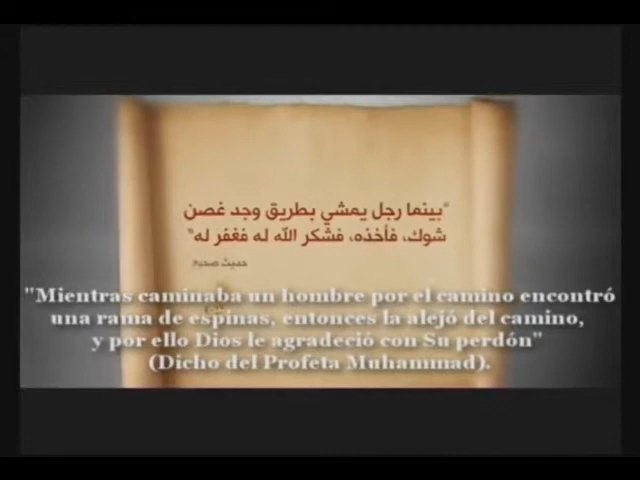 "بينما رجل يمشي بطريق وجد غصن
شوك، فأخذه، فشكر الله له فغفر له"
حديث صحيح
"Mientras caminaba un hombre por el camino encontró
una rama de espinas, entonces la alejó del camino,
y por ello Dios le agradeció con Su perdón"
(Dicho del Profeta Muhammad).